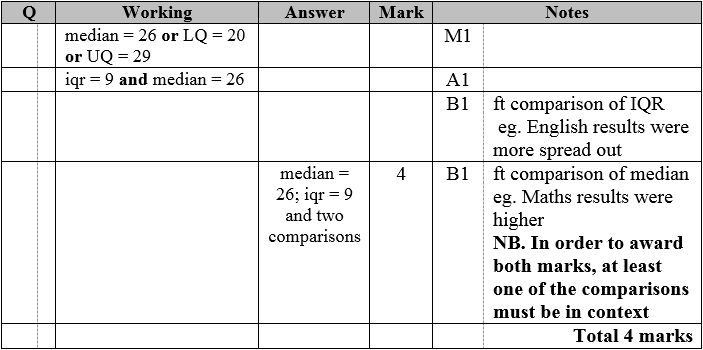 Q Working Answer Mark Notes
median = 26 or LQ = 20 M1
or UQ = 29
iqr = 9 and median = 26 A1
B1 ft comparison of IQR
eg. English results were
more spread out
median = 4 B1 ft comparison of median
26; iqr = 9 eg. Maths results were
and two higher
comparisons NB. In order to award
both marks, at least
one of the comparisons
must be in context
Total 4 marks